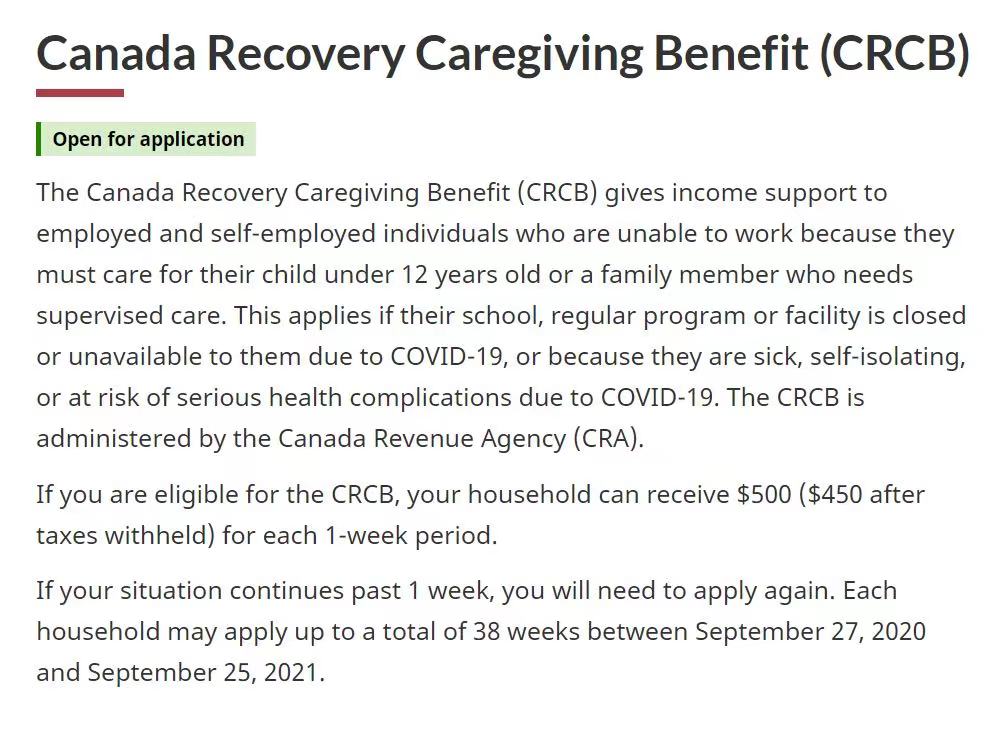 Canada Recovery Caregiving Benefit (CRCB)
Open for application
The Canada Recovery Caregiving Benefit (CRCB) gives income support to
employed and self-employed individuals who are unable to work because they
must care for their child under 12 years old or a family member who needs
supervised care. This applies if their school, regular program or facility is closed
or unavailable to them due to COVID-19, or because they are sick, self-isolating,
or at risk of serious health complications due to COVID-19. The CRCB is
administered by the Canada Revenue Agency (CRA).
If you are eligible for the CRCB, your household can receive $500 ($450 after
taxes withheld) for each 1-week period.
If your situation continues past 1 week, you will need to apply again. Each
household may apply up to a total of 38 weeks between September 27, 2020
and September 25, 2021.